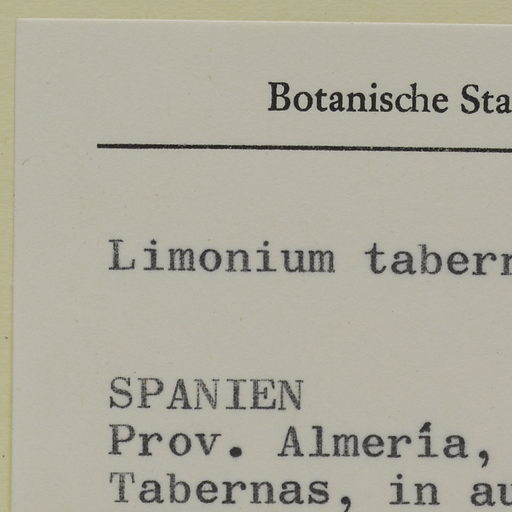 Botanische Sta
Limonium tabern
SPANIEN
Prov. Almería,
Tabernas, in au